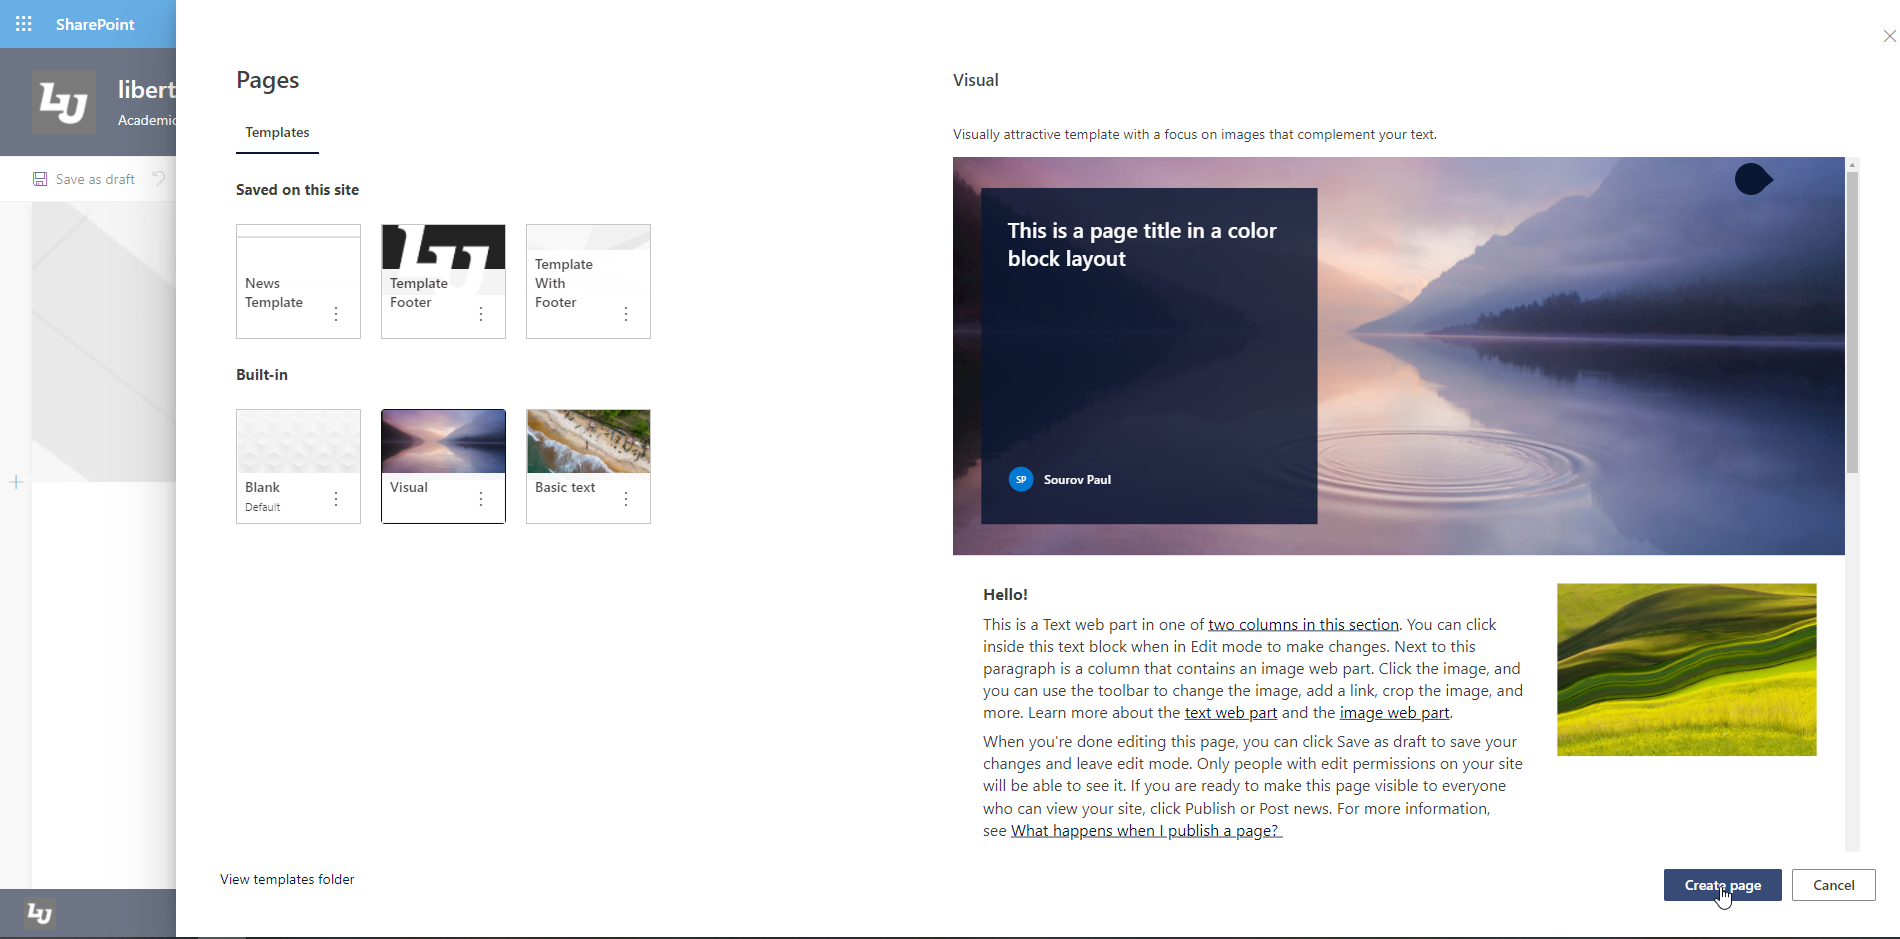 SharePoint
LU
libert
Academic
Save as draft
Pages
Templates
Saved on this site
News
Template
LU
Template
Footer
Template
With
Footer
Built-in
Blank
Default
Visual
Basic text
View templates folder
Visual
Visually attractive template with a focus on images that complement your text.
This is a page title in a color
block layout
SP
Sourov Paul
Hello!
This is a Text web part in one of two columns in this section. You can click
inside this text block when in Edit mode to make changes. Next to this
paragraph is a column that contains an image web part. Click the image, and
you can use the toolbar to change the image, add a link, crop the image, and
more. Learn more about the text web part and the image web part.
When you're done editing this page, you can click Save as draft to save your
changes and leave edit mode. Only people with edit permissions on your site
will be able to see it. If you are ready to make this page visible to everyone
who can view your site, click Publish or Post news. For more information,
see What happens when I publish a page?
Create page
Cancel
LU